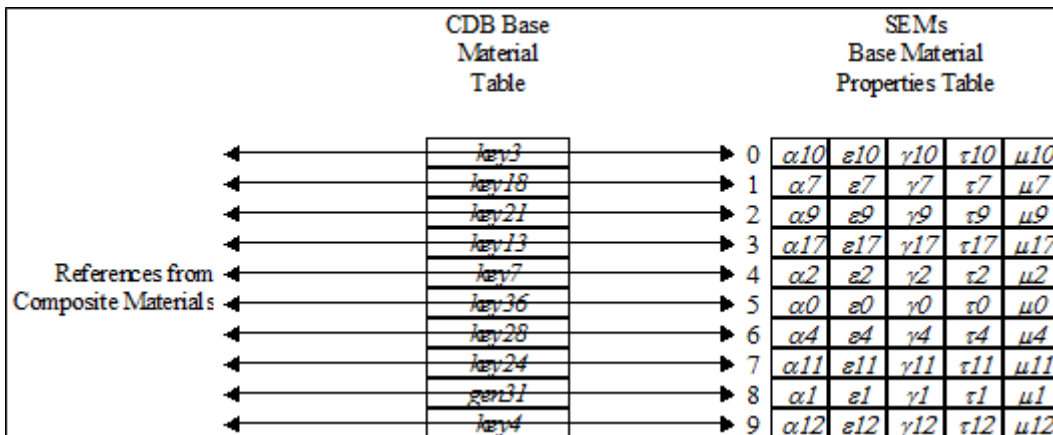 CDB Base
Material
Table
SEMs
Base Material
Properties Table
key3 0 α10 ε10 γ10 τ10 μ10
key18 1 α7 ε7 γ7 τ7 μ7
key21 2 α9 ε9 γ9 τ9 μ9
key13 3 α17 ε17 γ17 τ17 μ17
References from
Composite Materials
key7 4 α2 ε2 γ2 τ2 μ2
key36 5 α0 ε0 γ0 τ0 μ0
key28 6 α4 ε4 γ4 τ4 μ4
key24 7 α11 ε11 γ11 τ11 μ11
gen31 8 α1 ε1 γ1 τ1 μ1
key4 9 α12 ε12 γ12 τ12 μ12